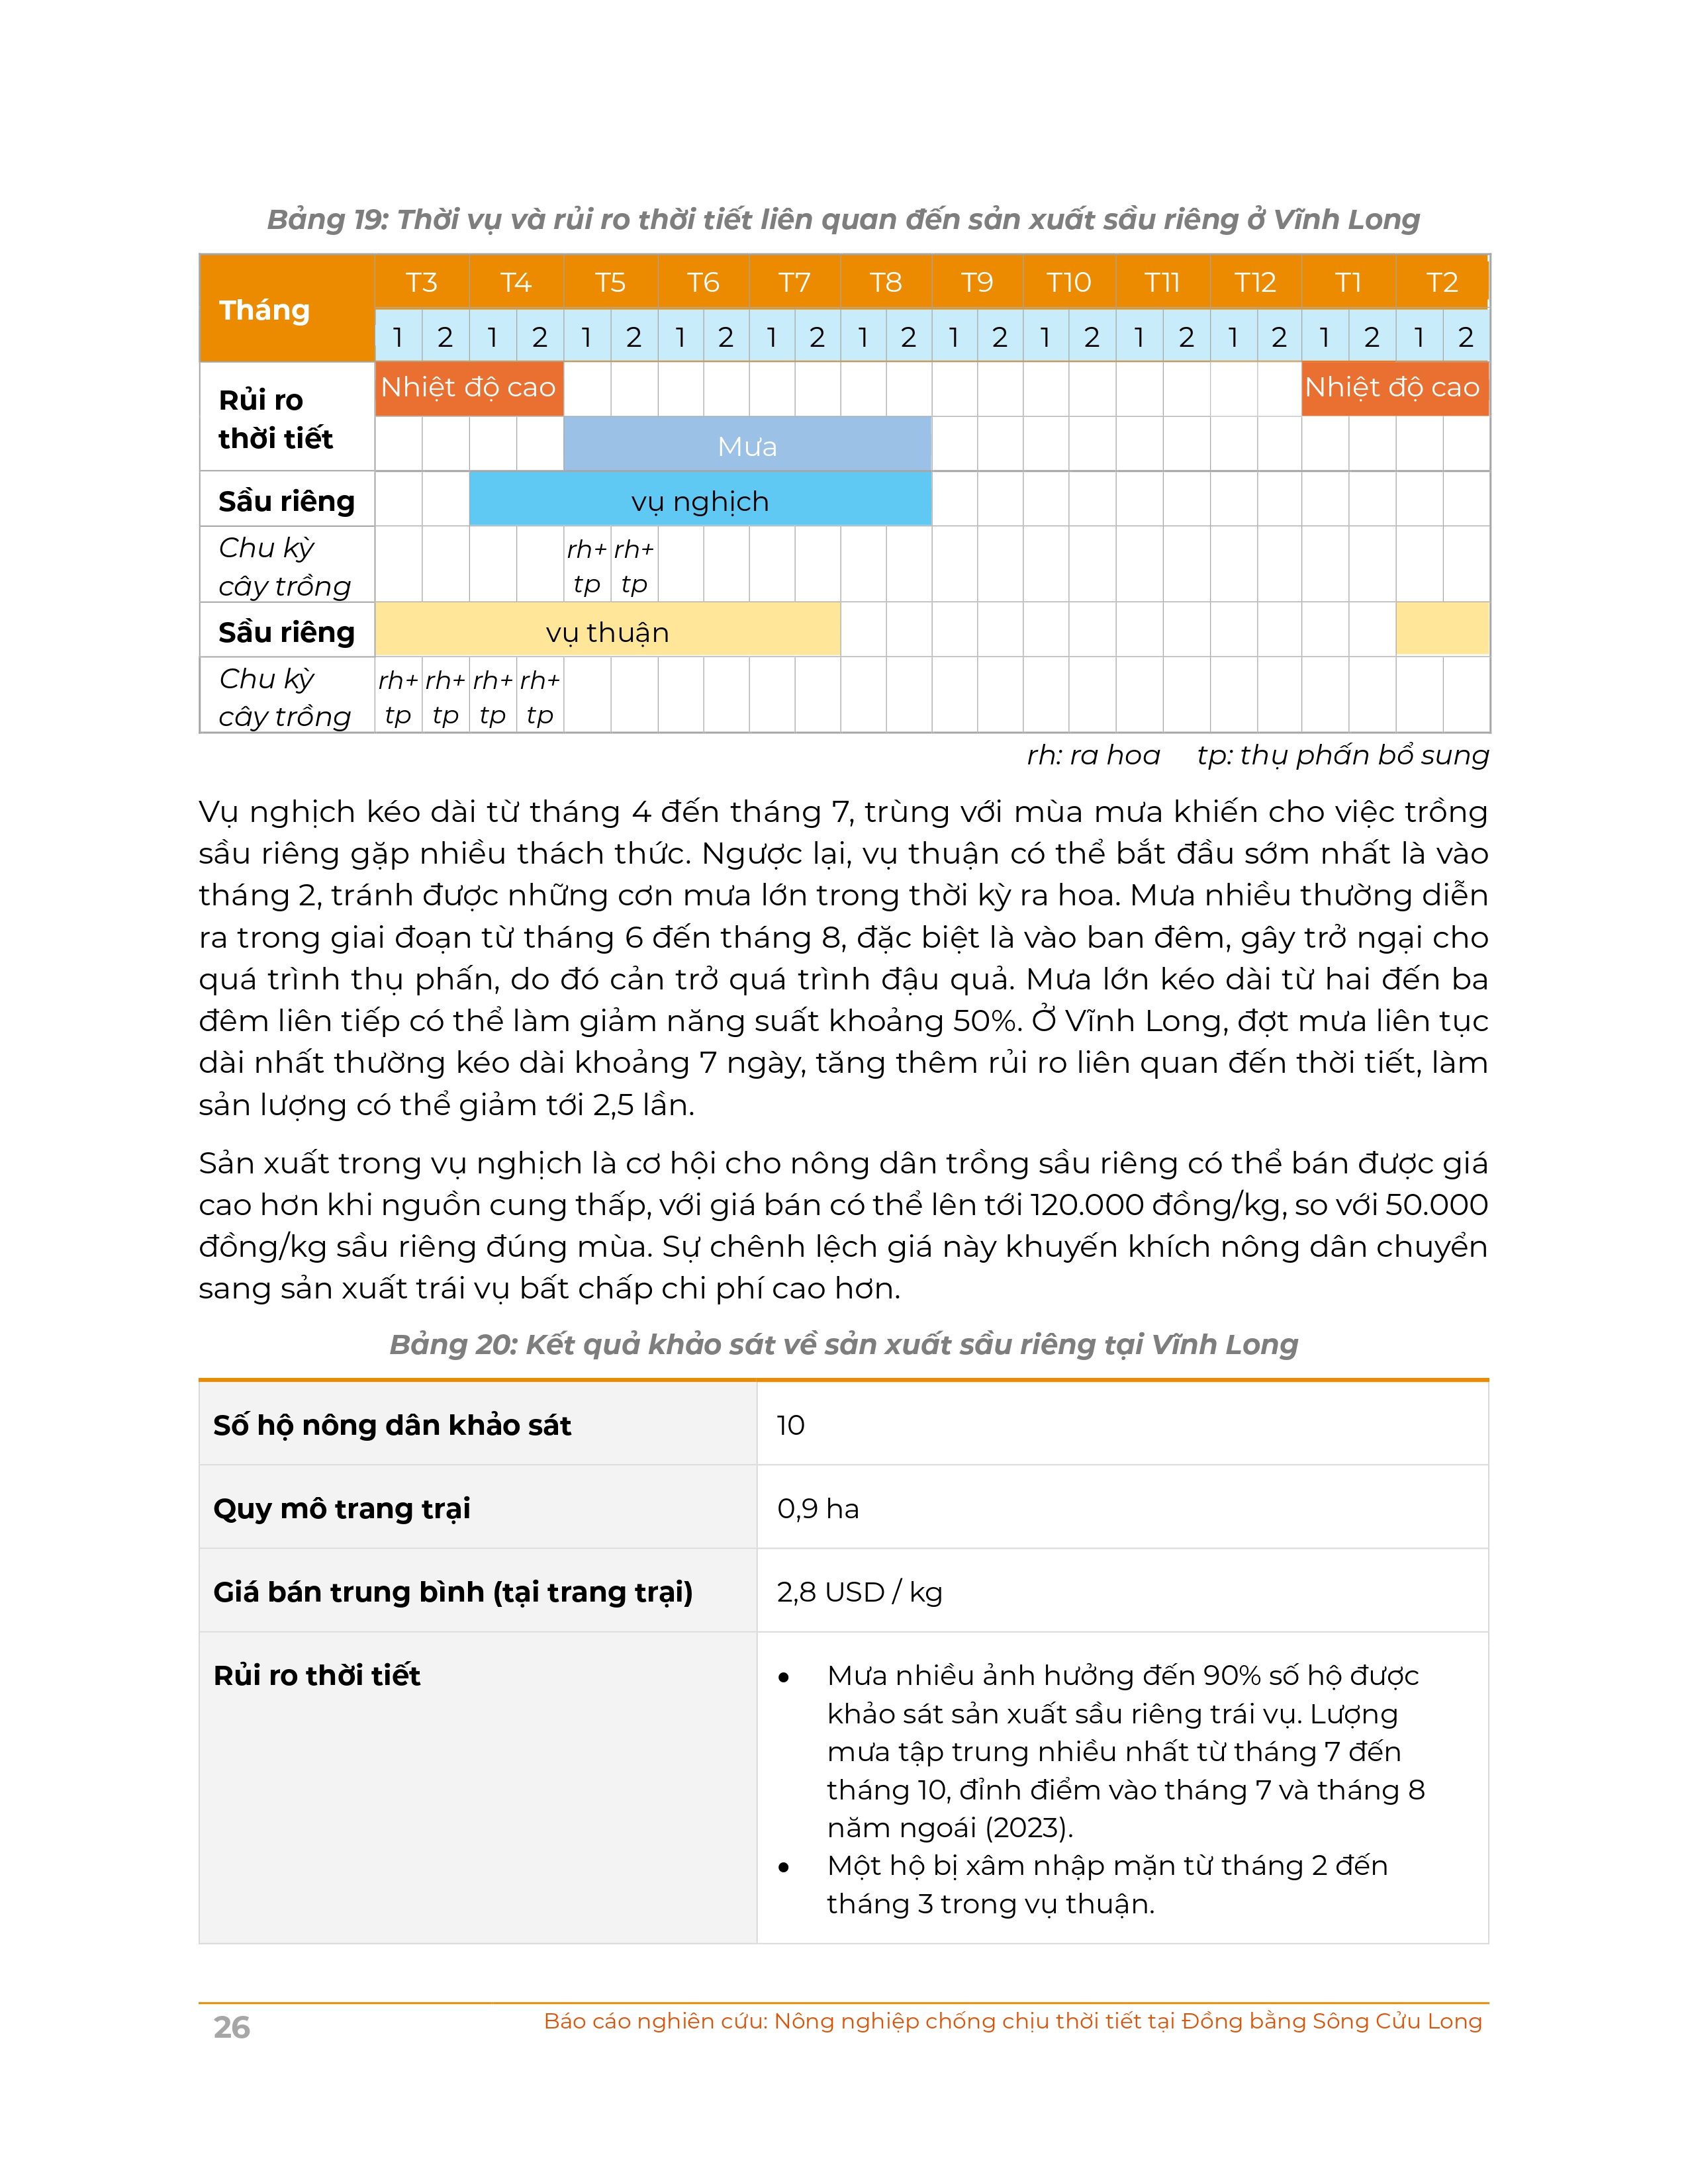 Bảng 19: Thời vụ và rủi ro thời tiết liên quan đến sản xuất sầu riêng ở Vĩnh Long
Tháng
T3 T4 T5 T6 T7 T8 T9 T10 T11 T12 T1 T2
1 2 1 2 1 2 1 2 1 2 1 2 1 2 1 2 1 2 1 2 1 2 1 2
Rủi ro
thời tiết
Nhiệt độ cao Nhiệt độ cao
Mưa
Sầu riêng vụ nghịch
Chu kỳ
cây trồng
rh+ rh+
tp tp
Sầu riêng vụ thuận
Chu kỳ
cây trồng
rh+ rh+ rh+ rh+
tp tp tp tp
rh: ra hoa tp: thụ phấn bổ sung
Vụ nghịch kéo dài từ tháng 4 đến tháng 7, trùng với mùa mưa khiến cho việc trồng
sầu riêng gặp nhiều thách thức. Ngược lại, vụ thuận có thể bắt đầu sớm nhất là vào
tháng 2, tránh được những cơn mưa lớn trong thời kỳ ra hoa. Mưa nhiều thường diễn
ra trong giai đoạn từ tháng 6 đến tháng 8, đặc biệt là vào ban đêm, gây trở ngại cho
quá trình thụ phấn, do đó cản trở quá trình đậu quả. Mưa lớn kéo dài từ hai đến ba
đêm liên tiếp có thể làm giảm năng suất khoảng 50%. Ở Vĩnh Long, đợt mưa liên tục
dài nhất thường kéo dài khoảng 7 ngày, tăng thêm rủi ro liên quan đến thời tiết, làm
sản lượng có thể giảm tới 2,5 lần.
Sản xuất trong vụ nghịch là cơ hội cho nông dân trồng sầu riêng có thể bán được giá
cao hơn khi nguồn cung thấp, với giá bán có thể lên tới 120.000 đồng/kg, so với 50.000
đồng/kg sầu riêng đúng mùa. Sự chênh lệch giá này khuyến khích nông dân chuyển
sang sản xuất trái vụ bất chấp chi phí cao hơn.
Bảng 20: Kết quả khảo sát về sản xuất sầu riêng tại Vĩnh Long
Số hộ nông dân khảo sát 10
Quy mô trang trại 0,9 ha
Giá bán trung bình (tại trang trại) 2,8 USD / kg
Rủi ro thời tiết
• Mưa nhiều ảnh hưởng đến 90% số hộ được
khảo sát sản xuất sầu riêng trái vụ. Lượng
mưa tập trung nhiều nhất từ tháng 7 đến
tháng 10, đỉnh điểm vào tháng 7 và tháng 8
năm ngoái (2023).
• Một hộ bị xâm nhập mặn từ tháng 2 đến
tháng 3 trong vụ thuận.
26 Báo cáo nghiên cứu: Nông nghiệp chống chịu thời tiết tại Đồng bằng Sông Cửu Long